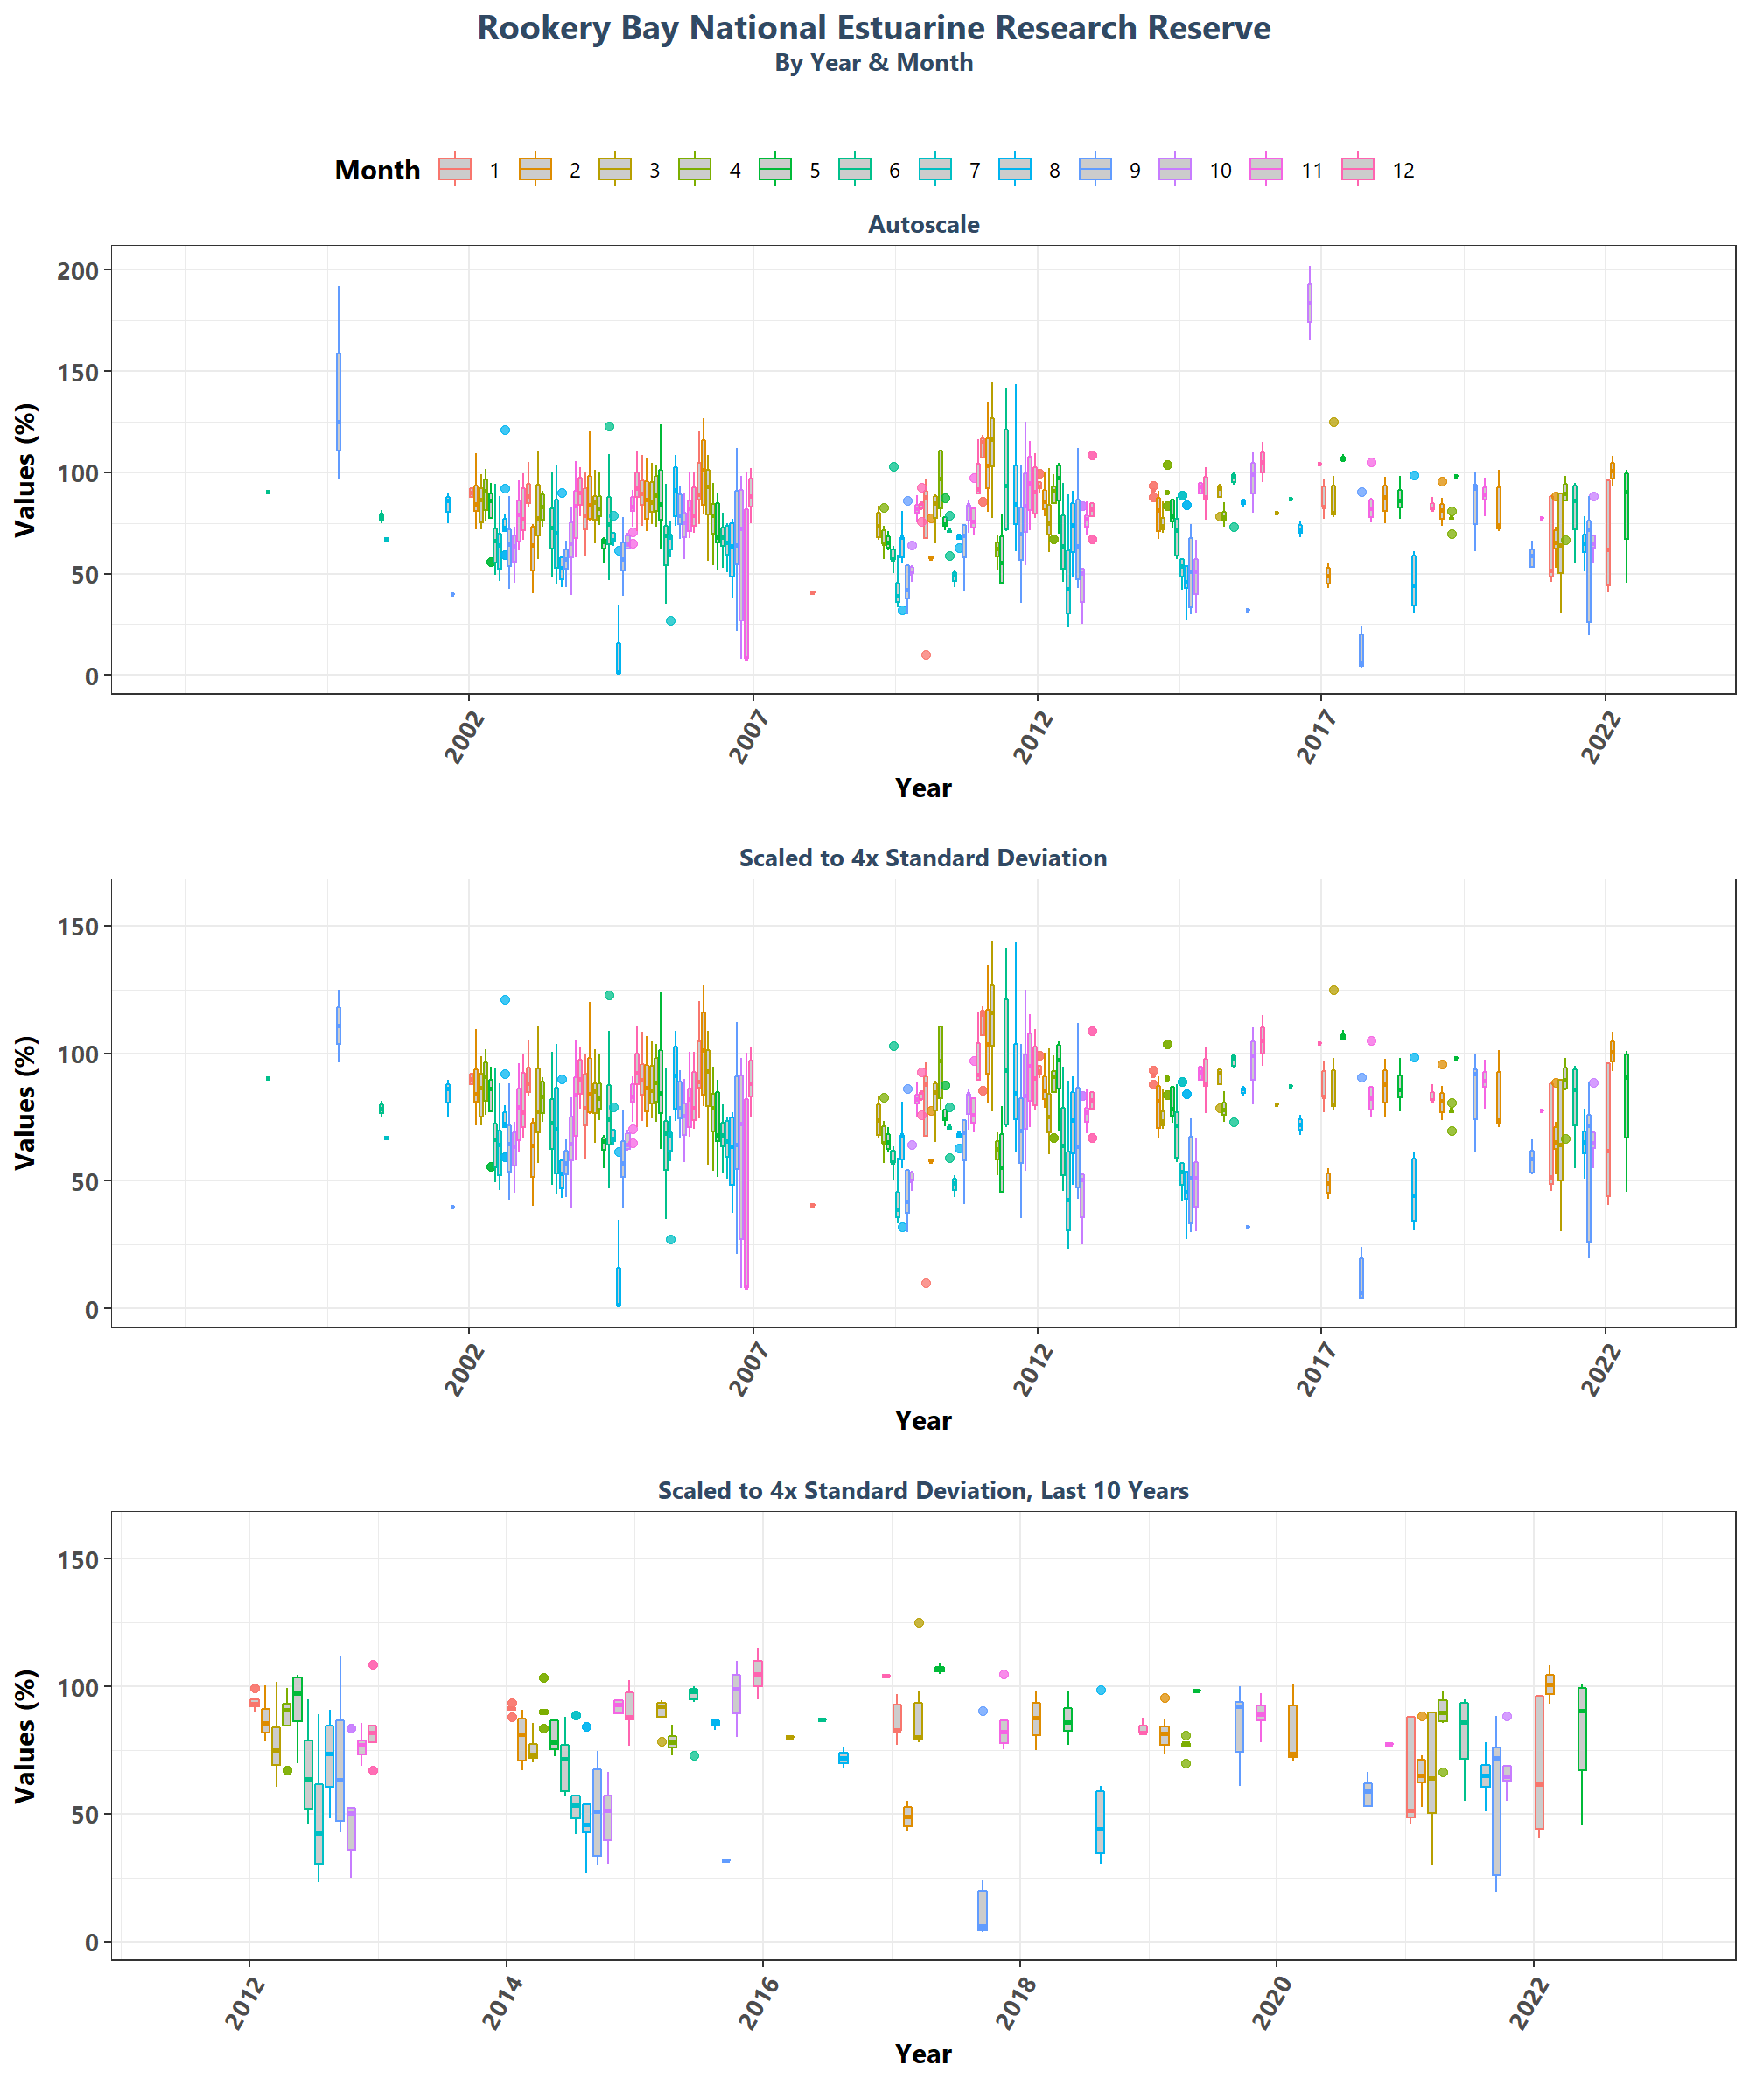 Rookery Bay National Estuarine Research Reserve
By Year & Month
Month 1 2 3 4 5 6 7 8 9 10 11 12
Autoscale
Values (%)
200
150
100
50
0
2002 2007 2012 2017 2022
Year
Scaled to 4x Standard Deviation
Values (%)
150
100
50
0
2002 2007 2012 2017 2022
Year
Scaled to 4x Standard Deviation, Last 10 Years
Values (%)
150
100
50
0
2012 2014 2016 2018 2020 2022
Year